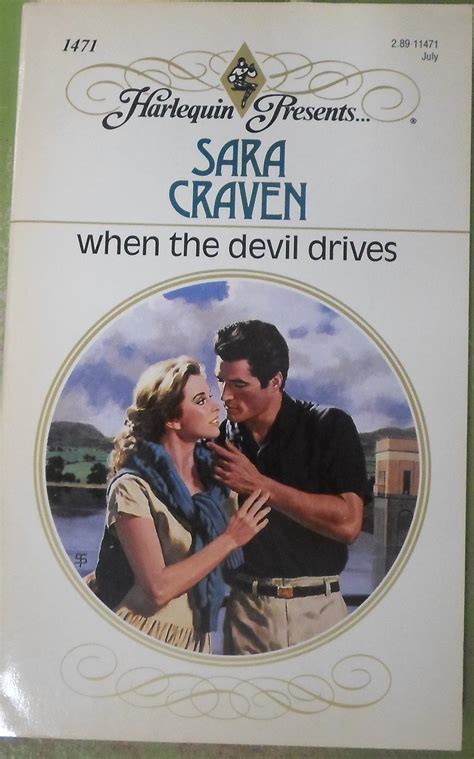 1471
2.89-11471
July
Harlequin Presents...
®
SARA
CRAVEN
when the devil drives